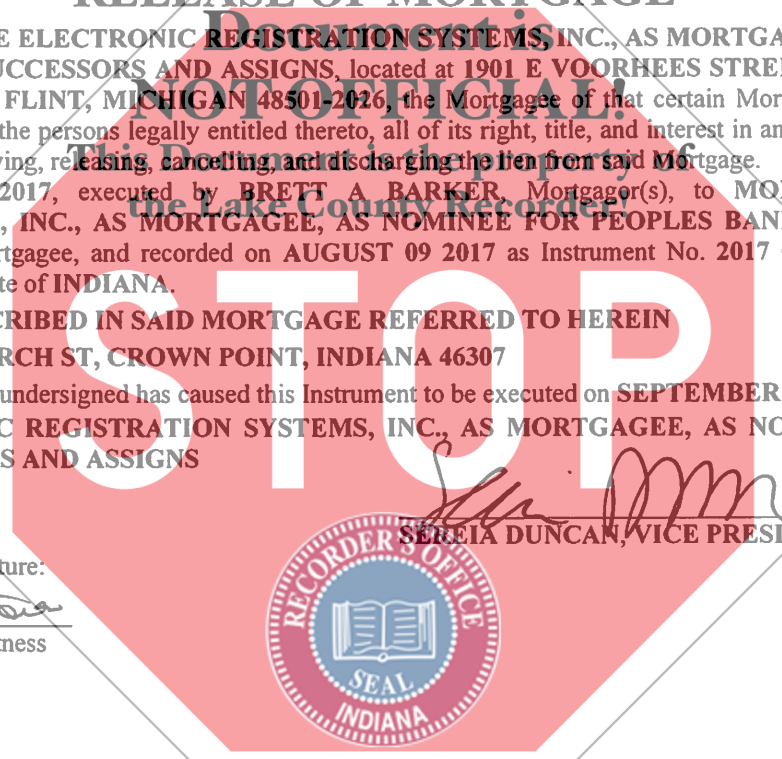 RELEASE OF MORTGAGE
Document is
E ELECTRONIC REGISTRATION SYSTEMS, INC., AS MORTGA
UCCESSORS AND ASSIGNS, located at 1901 E VOORHEES STRE
NOT OFFICIAL!
FLINT, MICHIGAN 48501-2026, the Mortgagee of that certain Mor
the persons legally entitled thereto, all of its right, title, and interest in an
This Document is the property of
ing, releasing, cancelling, and discharging the lien from said Mortgage.
2017, executed by BRETT A BARKER, Mortgagor(s), to MO
the Lake County Recorder!
, INC., AS MORTGAGEE, AS NOMINEE FOR PEOPLES BAN
rtgagee, and recorded on AUGUST 09 2017 as Instrument No. 2017
te of INDIANA.
STOP
CRIBED IN SAID MORTGAGE REFERRED TO HEREIN
RCH ST, CROWN POINT, INDIANA 46307
undersigned has caused this Instrument to be executed on SEPTEMBER
C REGISTRATION SYSTEMS, INC., AS MORTGAGEE, AS NO
S AND ASSIGNS
SEREIA DUNCAN, VICE PRESI
ture:
tness
RECORDER'S OFFICE
SEAL
INDIANA